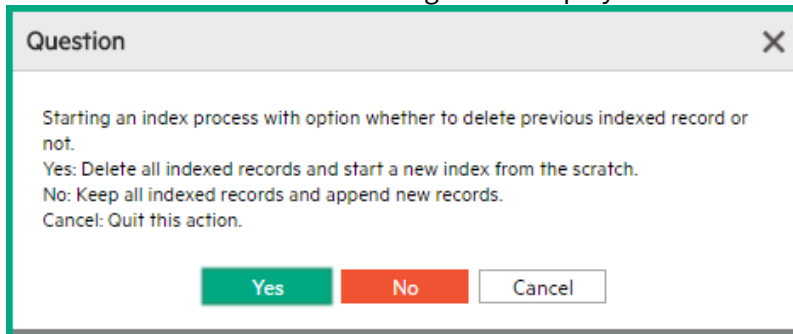 Question
Starting an index process with option whether to delete previous indexed record or
not.
Yes: Delete all indexed records and start a new index from the scratch.
No: Keep all indexed records and append new records.
Cancel: Quit this action.
Yes No Cancel